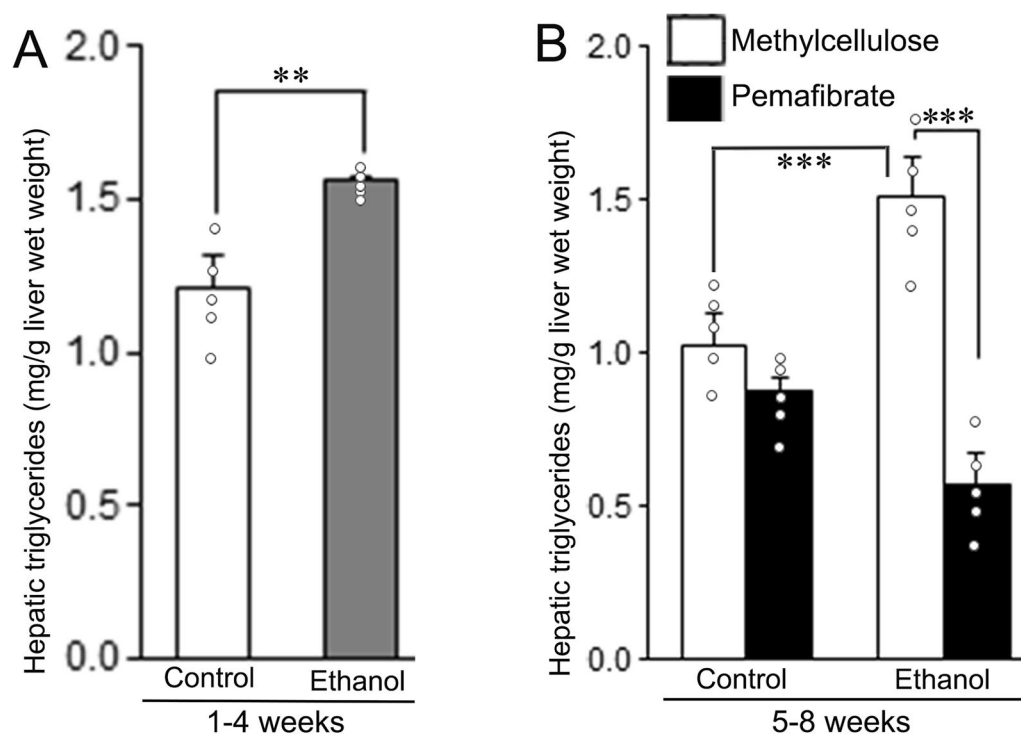 A
Hepatic triglycerides (mg/g liver wet weight)
2.0
1.5
1.0
0.5
0.0
**
Control
Ethanol
1-4 weeks
B
Hepatic triglycerides (mg/g liver wet weight)
2.0
1.5
1.0
0.5
0.0
Methylcellulose
Pemafibrate
***
***
Control
Ethanol
5-8 weeks